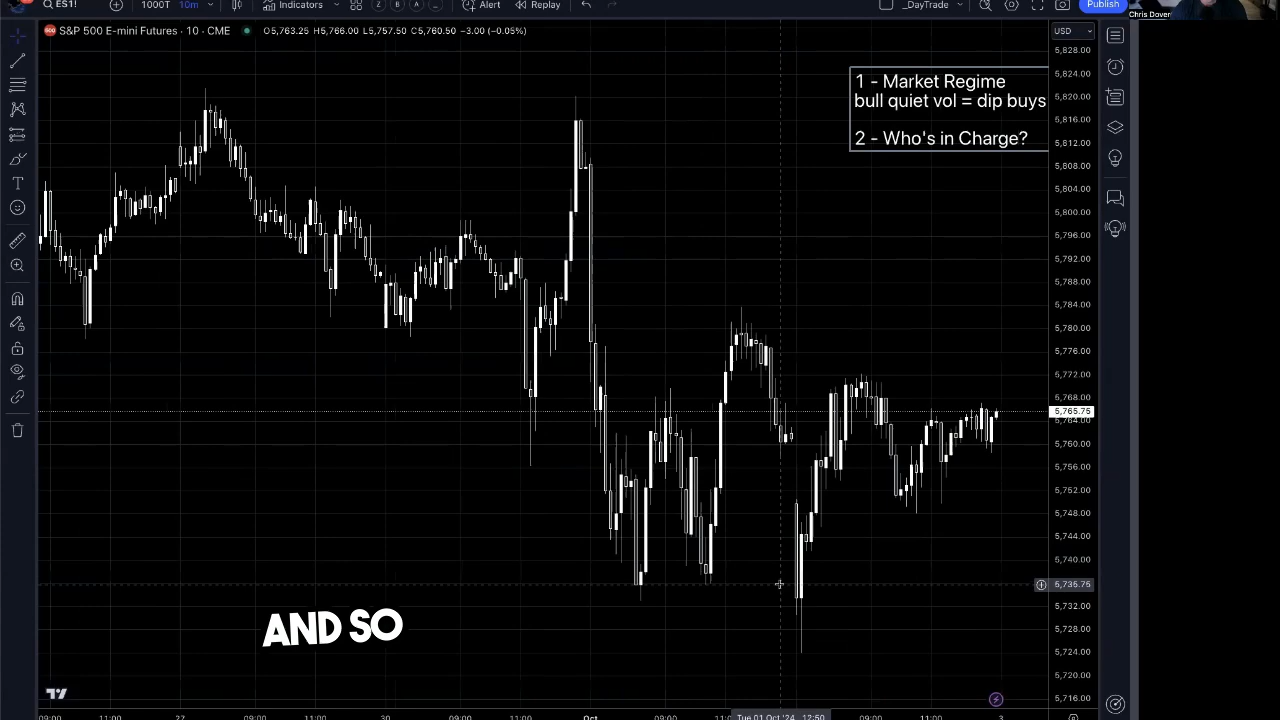 ES1!
1000T 10m
Indicators
Alert
Replay
_DayTrade
Publish
Chris Dover
S&P 500 E-mini Futures · 10 · CME
O5,763.25 H5,766.00 L5,757.50 C5,760.50 −3.00 (−0.05%)
USD
1 - Market Regime
bull quiet vol = dip buys
2 - Who's in Charge?
5,828.00
5,824.00
5,820.00
5,816.00
5,812.00
5,808.00
5,804.00
5,800.00
5,796.00
5,792.00
5,788.00
5,784.00
5,780.00
5,776.00
5,772.00
5,768.00
5,765.75
5,764.00
5,760.00
5,756.00
5,752.00
5,748.00
5,744.00
5,740.00
5,735.75
5,732.00
5,728.00
5,724.00
5,720.00
5,716.00
AND SO
09:00 11:00 27 09:00 11:00 30 09:00 11:00 Oct 09:00 Tue 01 Oct '24 12:50 09:00 11:00 3